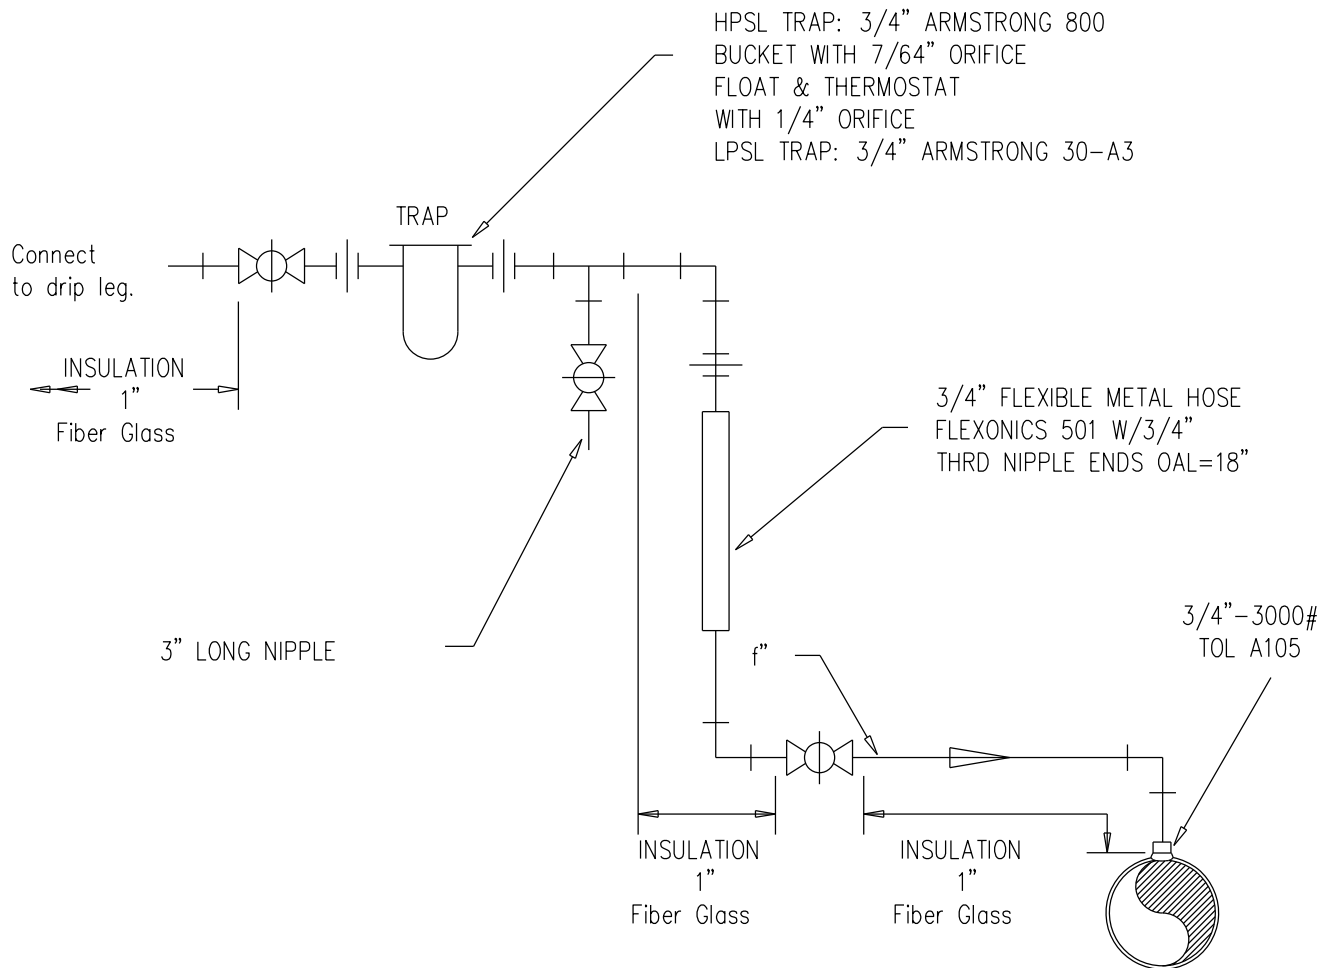 HPSL TRAP: 3/4" ARMSTRONG 800
BUCKET WITH 7/64" ORIFICE
FLOAT & THERMOSTAT
WITH 1/4" ORIFICE
LPSL TRAP: 3/4" ARMSTRONG 30-A3
TRAP
Connect
to drip leg.
INSULATION
1"
Fiber Glass
3/4" FLEXIBLE METAL HOSE
FLEXONICS 501 W/3/4"
THRD NIPPLE ENDS OAL=18"
3" LONG NIPPLE
f"
3/4"-3000#
TOL A105
INSULATION
1"
Fiber Glass
INSULATION
1"
Fiber Glass